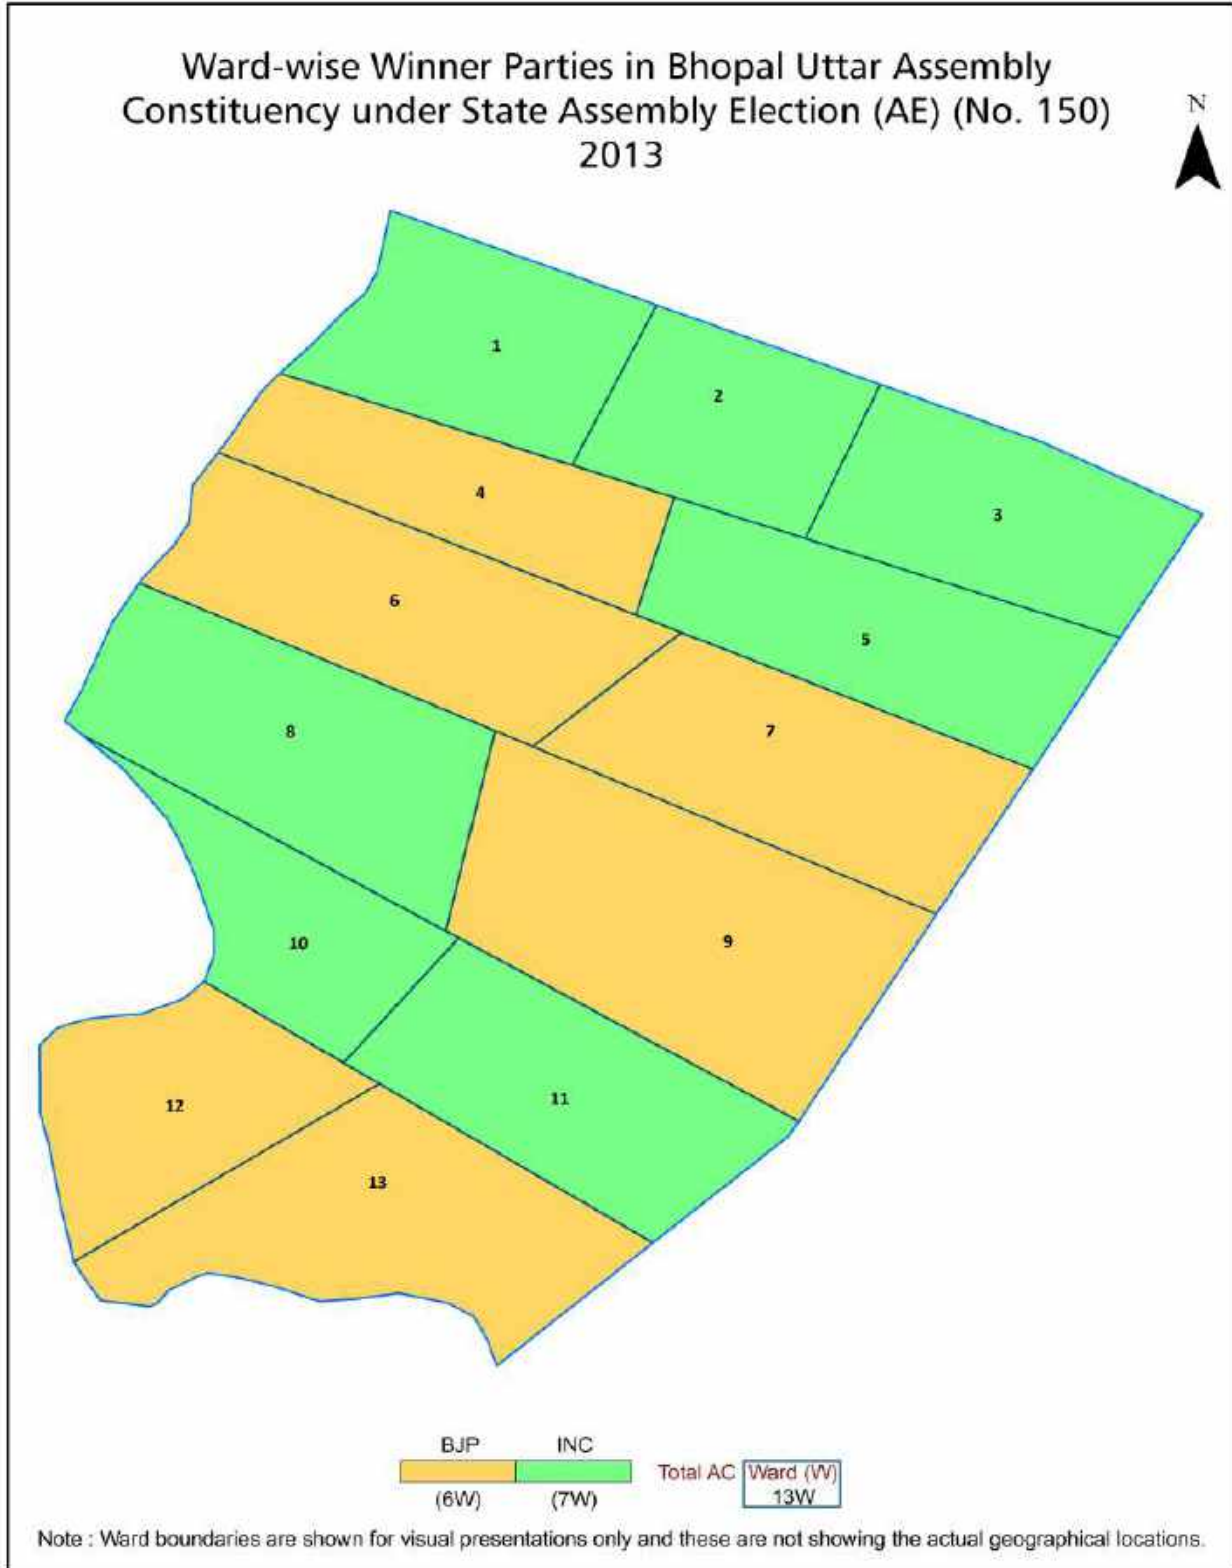 Ward-wise Winner Parties in Bhopal Uttar Assembly
Constituency under State Assembly Election (AE) (No. 150)
2013
N
1
2
3
4
5
6
7
8
9
10
11
12
13
BJP INC
Total AC Ward (W)
(6W) (7W) 13W
Note : Ward boundaries are shown for visual presentations only and these are not showing the actual geographical locations.